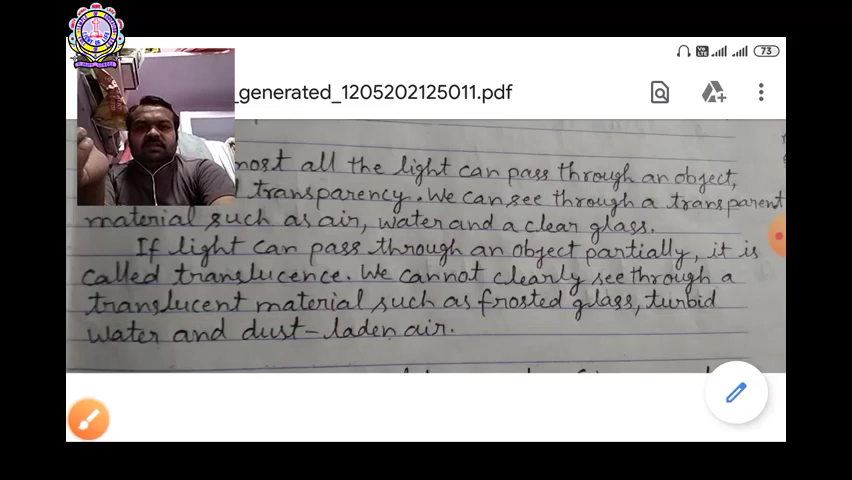 73
_generated_1205202125011.pdf
most all the light can pass through an object,
transparency. We can see through a transparent
material such as air, water and a clear glass.
If light can pass through an object partially, it is
called translucence. We cannot clearly see through a
translucent material such as frosted glass, turbid
water and dust-laden air.